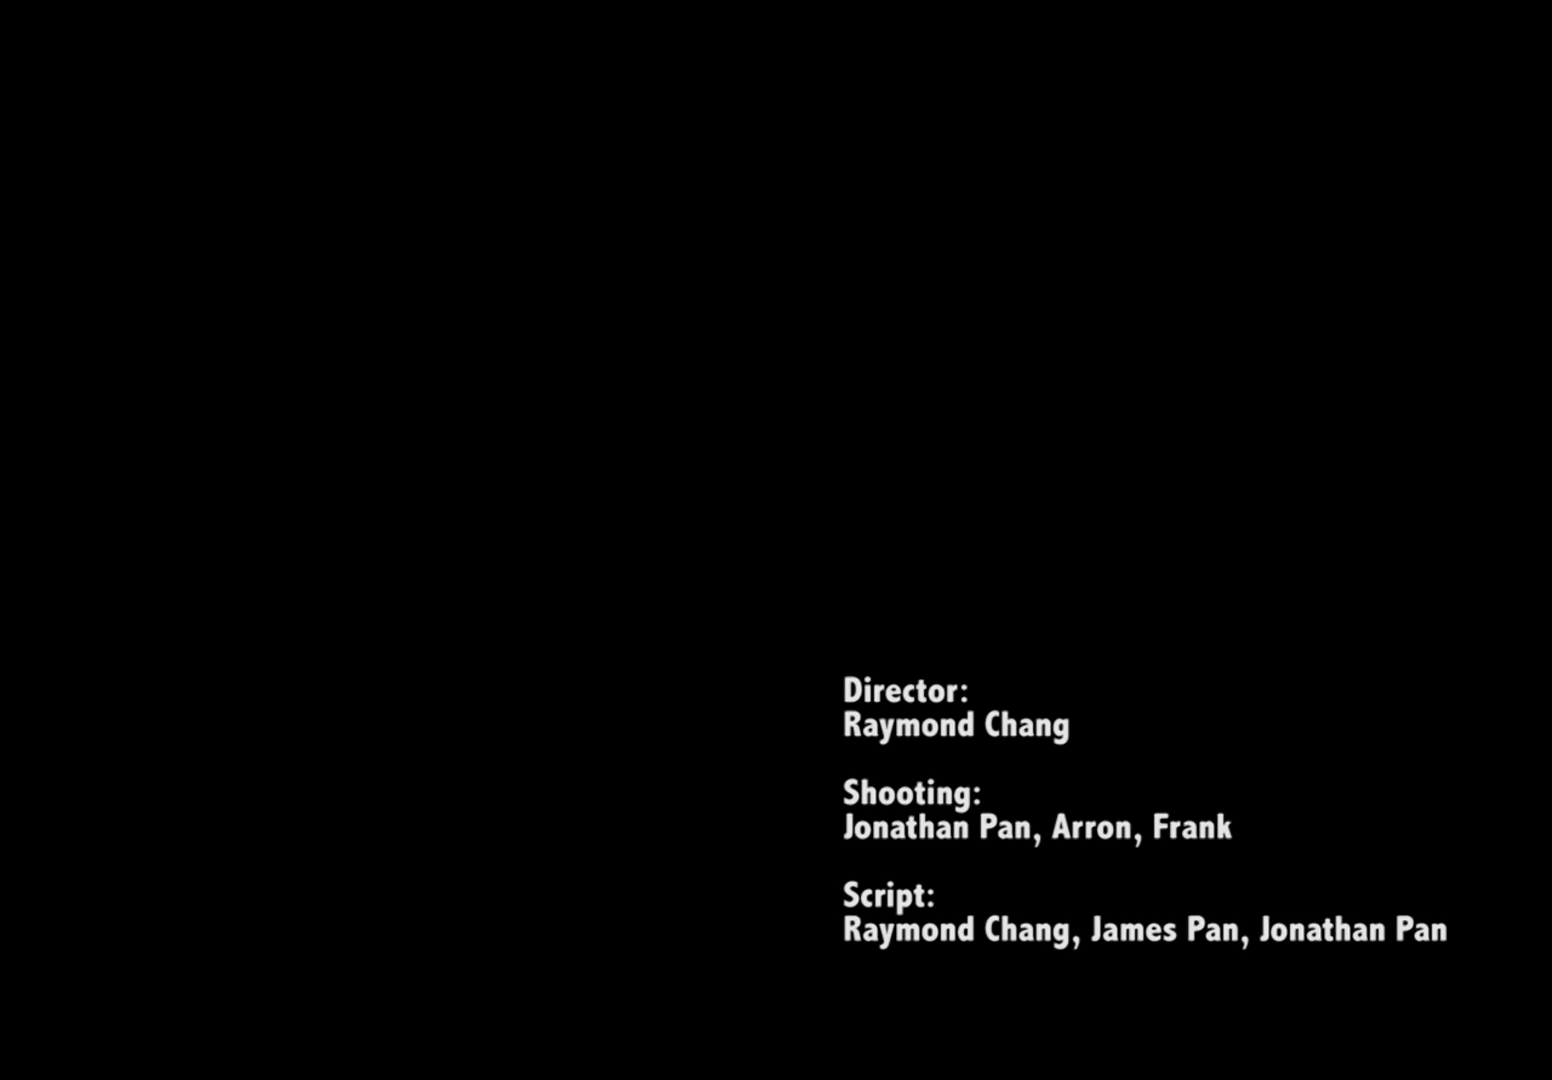 Director:
Raymond Chang
Shooting:
Jonathan Pan, Arron, Frank
Script:
Raymond Chang, James Pan, Jonathan Pan